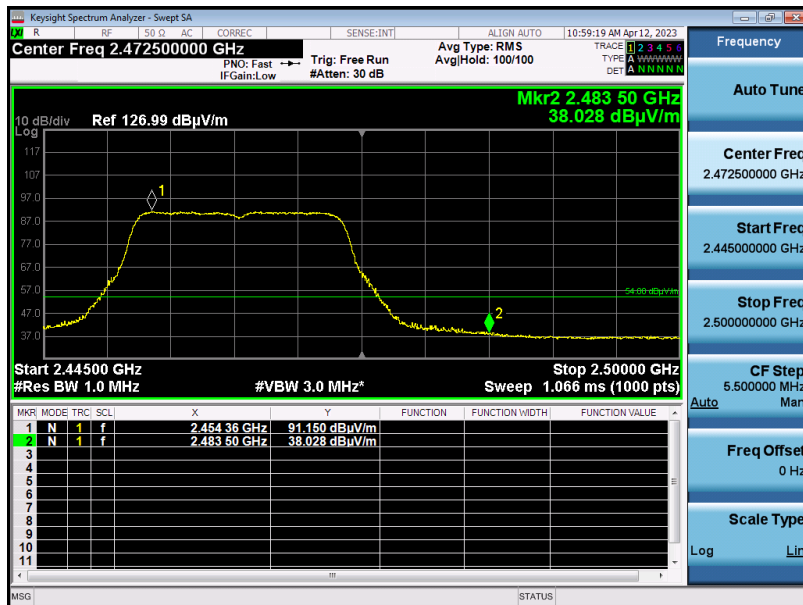 Keysight Spectrum Analyzer - Swept SA
LXI R RF 50 Ω AC CORREC SENSE:INT ALIGN AUTO 10:59:19 AM Apr 12, 2023
Center Freq 2.472500000 GHz
PNO: Fast
IFGain:Low
Trig: Free Run
#Atten: 30 dB
Avg Type: RMS
Avg|Hold: 100/100
TRACE 1 2 3 4 5 6
TYPE A WWWWW
DET A N N N N N
Mkr2 2.483 50 GHz
38.028 dBµV/m
10 dB/div Ref 126.99 dBµV/m
Log
117
107
97.0
87.0
77.0
67.0
57.0
47.0
37.0
1
54.00 dBµV/m
2
Start 2.44500 GHz Stop 2.50000 GHz
#Res BW 1.0 MHz #VBW 3.0 MHz* Sweep 1.066 ms (1000 pts)
MKR MODE TRC SCL X Y FUNCTION FUNCTION WIDTH FUNCTION VALUE
1 N 1 f 2.454 36 GHz 91.150 dBµV/m
2 N 1 f 2.483 50 GHz 38.028 dBµV/m
3
4
5
6
7
8
9
10
11
MSG STATUS
Frequency
Auto Tune
Center Freq
2.472500000 GHz
Start Freq
2.445000000 GHz
Stop Freq
2.500000000 GHz
CF Step
5.500000 MHz
Auto Man
Freq Offset
0 Hz
Scale Type
Log Lin